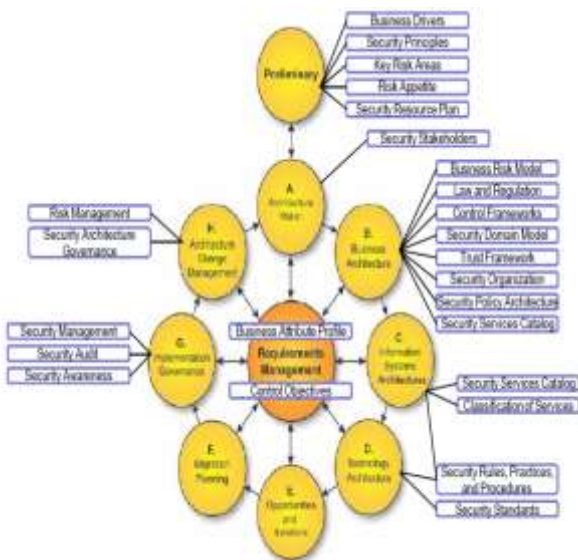 Business Drivers
Security Principles
Key Risk Areas
Risk Appetite
Security Resource Plan
Preliminary
Security Stakeholders
A.
Architecture
Vision
Business Risk Model
Law and Regulation
Control Frameworks
Security Domain Model
Trust Framework
Security Organization
Security Policy Architecture
Security Services Catalog
B.
Business
Architecture
Risk Management
Security Architecture
Governance
H.
Architecture
Change
Management
Business Attribute Profile
Requirements
Management
Control Objectives
Security Management
Security Audit
Security Awareness
G.
Implementation
Governance
C.
Information
Systems
Architectures
Security Services Catalog
Classification of Services
Security Rules, Practices,
and Procedures
Security Standards
F.
Migration
Planning
D.
Technology
Architecture
E.
Opportunities
and
Solutions